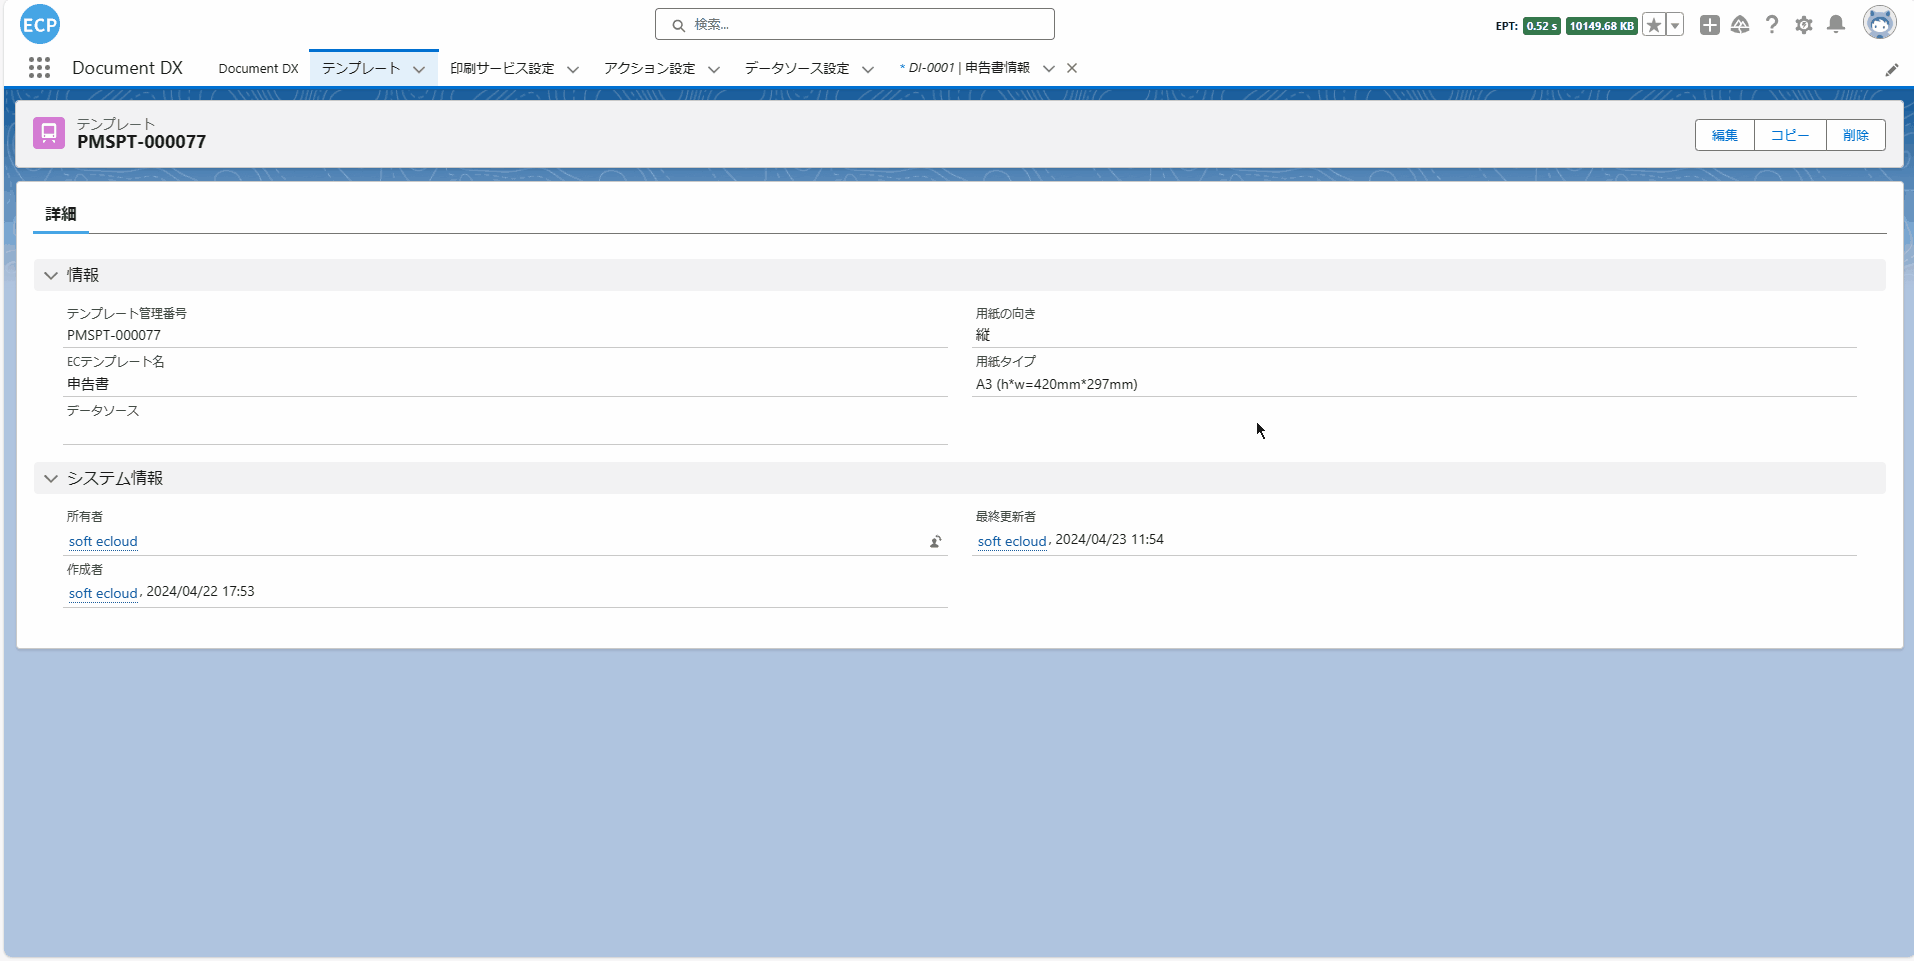 ECP
検索...
EPT: 0.52 s 10149.68 KB
Document DX
Document DX
テンプレート
印刷サービス設定
アクション設定
データソース設定
* DI-0001 | 申告書情報
テンプレート
PMSPT-000077
編集
コピー
削除
詳細
情報
テンプレート管理番号
PMSPT-000077
用紙の向き
縦
ECテンプレート名
申告書
用紙タイプ
A3 (h*w=420mm*297mm)
データソース
システム情報
所有者
soft ecloud
最終更新者
soft ecloud, 2024/04/23 11:54
作成者
soft ecloud, 2024/04/22 17:53